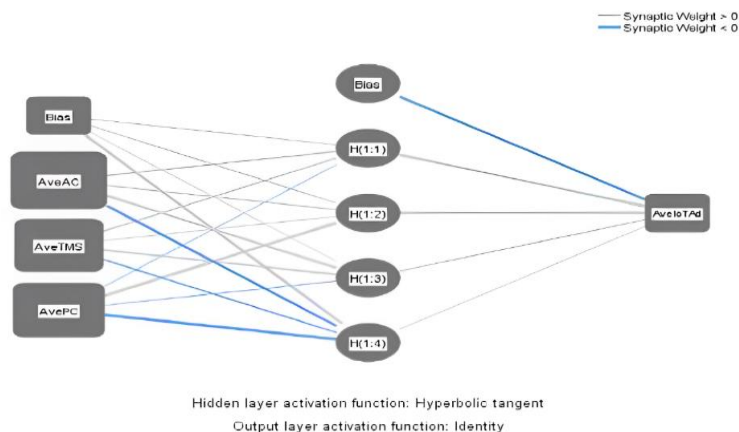 Synaptic Weight > 0
Synaptic Weight < 0
Bias
Bias
H(1:1)
AveAC
H(1:2)
AveIoTAd
AveTMS
H(1:3)
AvePC
H(1:4)
Hidden layer activation function: Hyperbolic tangent
Output layer activation function: Identity